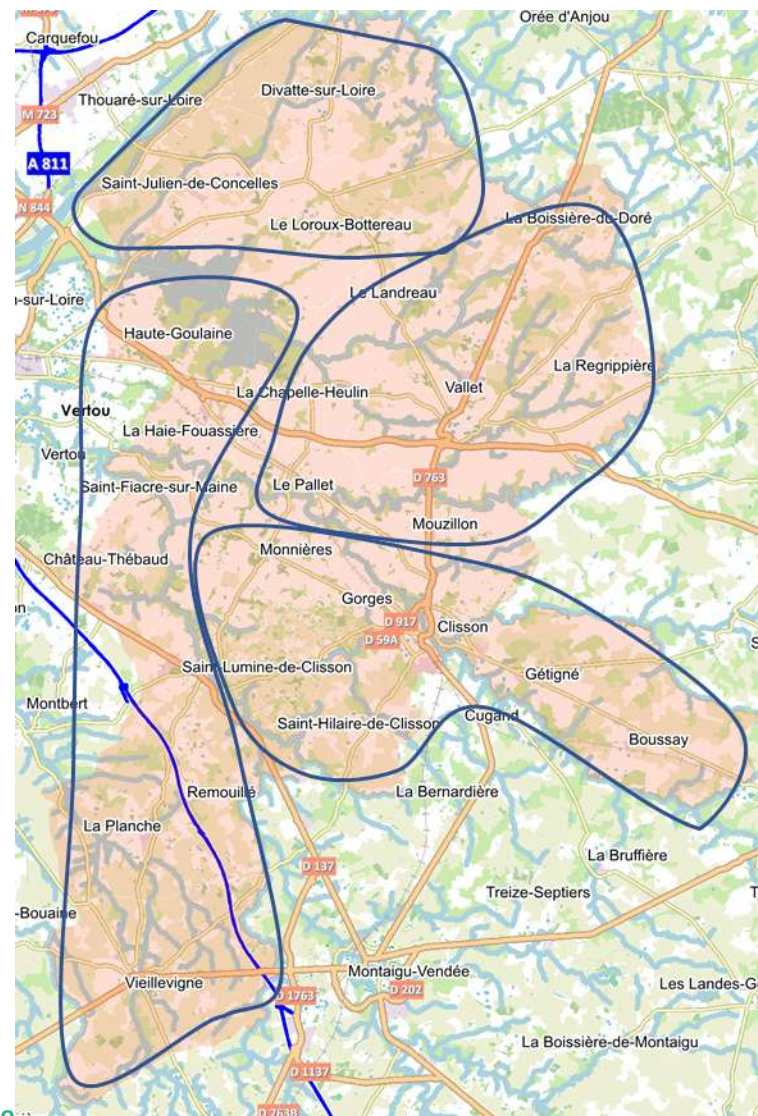 Orée d'Anjou
Carquefou
Divatte-sur-Loire
Thouaré-sur-Loire
M 723
A 811
Saint-Julien-de-Concelles
N 844
La Boissière-du-Doré
Le Loroux-Bottereau
Le Landreau
-sur-Loire
Haute-Goulaine
La Regrippière
Vallet
La Chapelle-Heulin
Vertou
La Haie-Fouassière
Vertou
D 763
Le Pallet
Saint-Fiacre-sur-Maine
Mouzillon
Monnières
Château-Thébaud
Gorges
D 917
Clisson
D 59A
Saint-Lumine-de-Clisson
Gétigné
Montbert
Cugand
Saint-Hilaire-de-Clisson
Boussay
Remouillé
La Bernardière
La Planche
La Bruffière
D 137
Treize-Septiers
-Bouaine
Montaigu-Vendée
Vieillevigne
Les Landes-G
D 202
D 1763
La Boissière-de-Montaigu
D 1137
D 763B